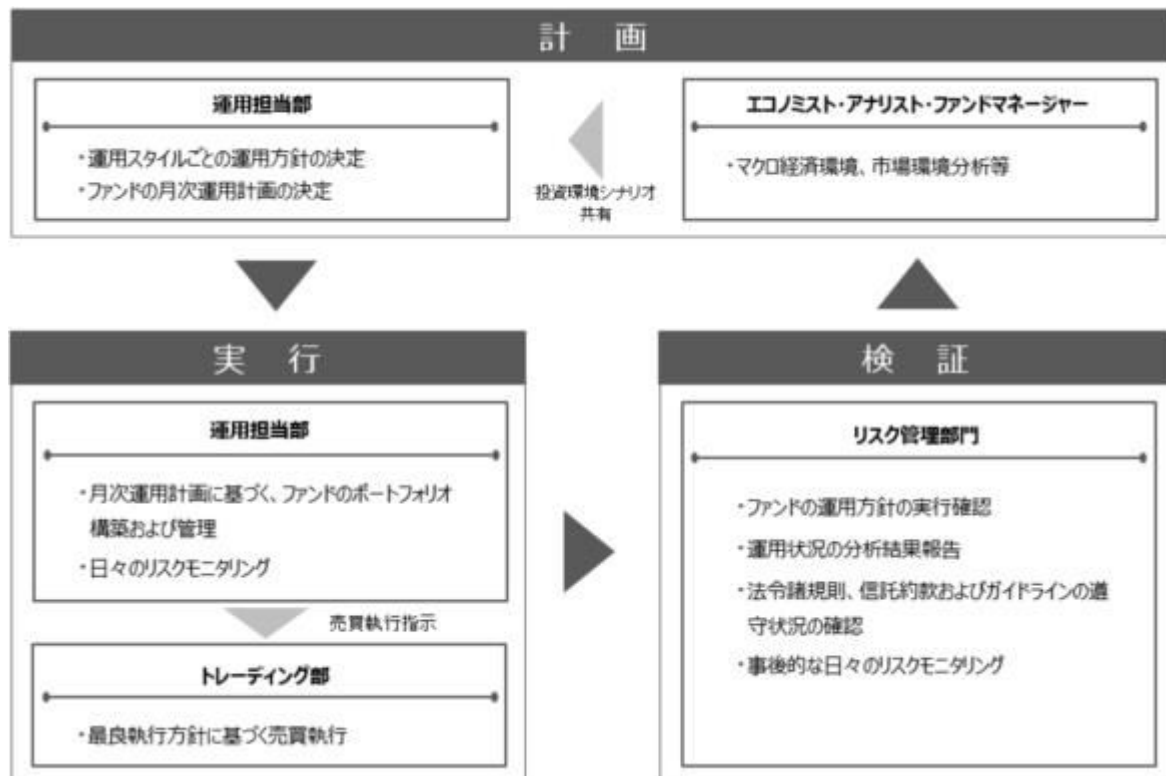 計 画
運用担当部
・運用スタイルごとの運用方針の決定
・ファンドの月次運用計画の決定
投資環境シナリオ
共有
エコノミスト・アナリスト・ファンドマネージャー
・マクロ経済環境、市場環境分析等
実 行
運用担当部
・月次運用計画に基づく、ファンドのポートフォリオ
構築および管理
・日々のリスクモニタリング
売買執行指示
トレーディング部
・最良執行方針に基づく売買執行
検 証
リスク管理部門
・ファンドの運用方針の実行確認
・運用状況の分析結果報告
・法令諸規則、信託約款およびガイドラインの遵
守状況の確認
・事後的な日々のリスクモニタリング